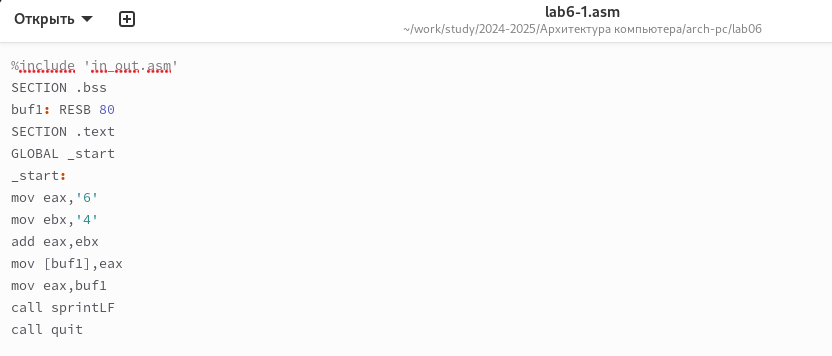 Открыть
lab6-1.asm
~/work/study/2024-2025/Архитектура компьютера/arch-pc/lab06
%include 'in_out.asm'
SECTION .bss
buf1: RESB 80
SECTION .text
GLOBAL _start
_start:
mov eax,'6'
mov ebx,'4'
add eax,ebx
mov [buf1],eax
mov eax,buf1
call sprintLF
call quit